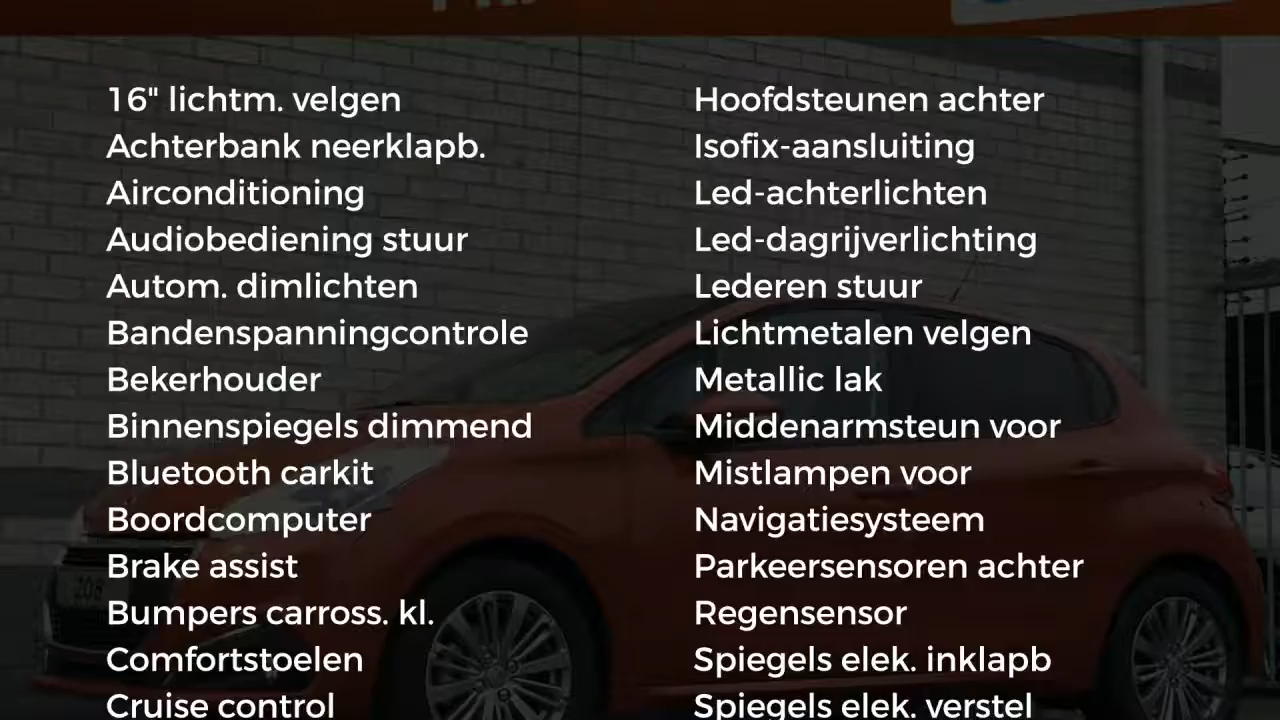 16" lichtm. velgen
Achterbank neerklapb.
Airconditioning
Audiobediening stuur
Autom. dimlichten
Bandenspanningcontrole
Bekerhouder
Binnenspiegels dimmend
Bluetooth carkit
Boordcomputer
Brake assist
Bumpers carross. kl.
Comfortstoelen
Cruise control
Hoofdsteunen achter
Isofix-aansluiting
Led-achterlichten
Led-dagrijverlichting
Lederen stuur
Lichtmetalen velgen
Metallic lak
Middenarmsteun voor
Mistlampen voor
Navigatiesysteem
Parkeersensoren achter
Regensensor
Spiegels elek. inklapb
Spiegels elek. verstel
208